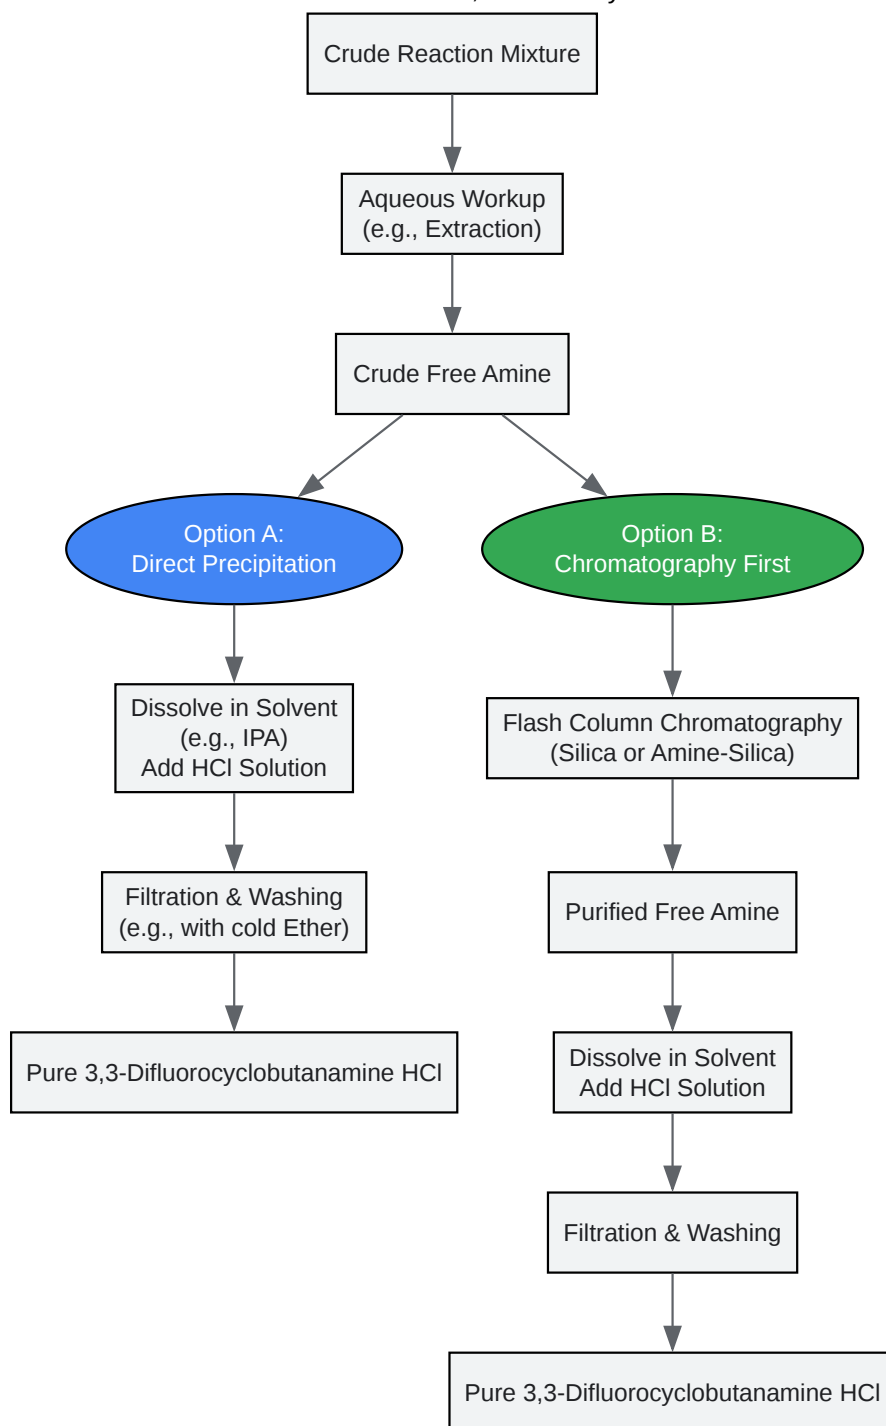 Crude Reaction Mixture
Aqueous Workup
(e.g., Extraction)
Crude Free Amine
Option A:
Direct Precipitation
Option B:
Chromatography First
Dissolve in Solvent
(e.g., IPA)
Add HCl Solution
Flash Column Chromatography
(Silica or Amine-Silica)
Filtration & Washing
(e.g., with cold Ether)
Purified Free Amine
Pure 3,3-Difluorocyclobutanamine HCl
Dissolve in Solvent
Add HCl Solution
Filtration & Washing
Pure 3,3-Difluorocyclobutanamine HCl